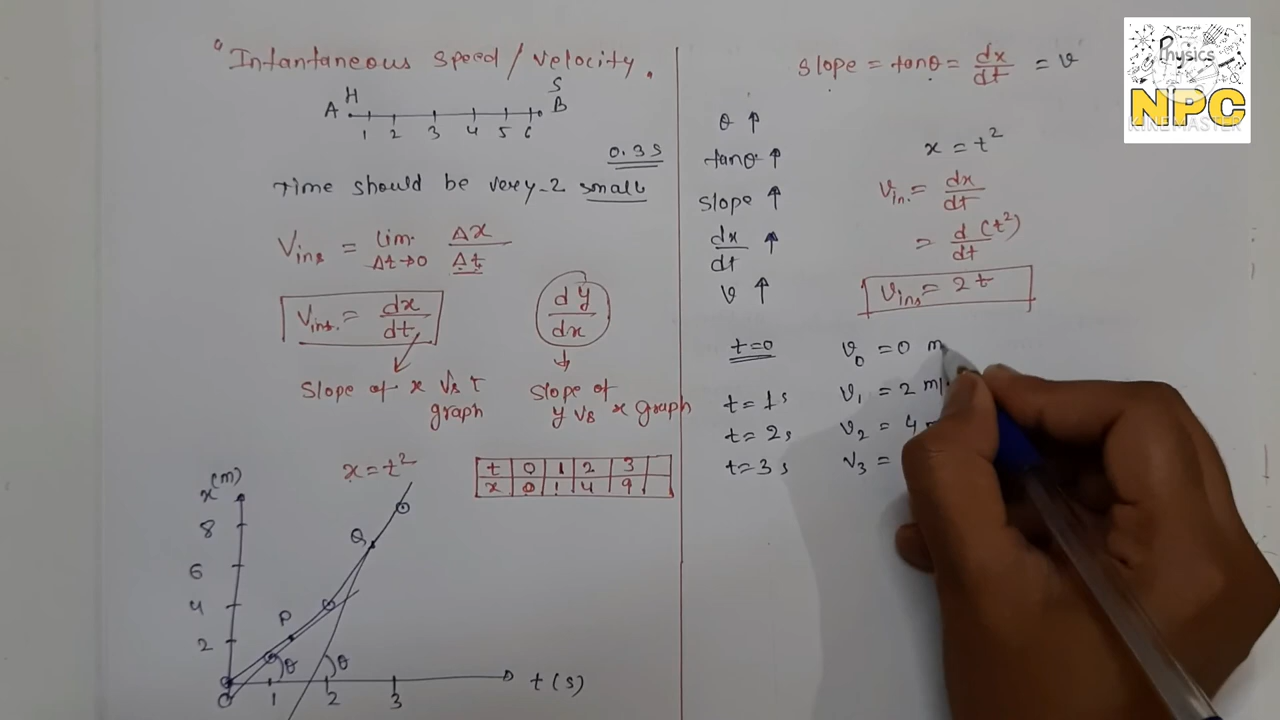 "Intantaneous speed/velocity.
H S
A B
1 2 3 4 5 6
0.3 s
Time should be very-2 small
Vins = lim Δt→0 Δx/Δt
Vins. = dx/dt
dy/dx
Slope of x Vs t graph
Slope of y Vs x graph
x = t²
t 0 1 2 3
x 0 1 4 9
x(m)
8
6
4
2
O
P
Q
θ θ
1 2 3
t(s)
Slope = tanθ = dx/dt = v
θ ↑
tanθ ↑
slope ↑
dx/dt ↑
v ↑
x = t²
Vin. = dx/dt
= d/dt (t²)
Vins = 2t
t=0 v₀ = 0 m
t = 1s v₁ = 2 m/
t = 2s v₂ = 4
t = 3s v₃ =
Physics
NPC
KINEMASTER